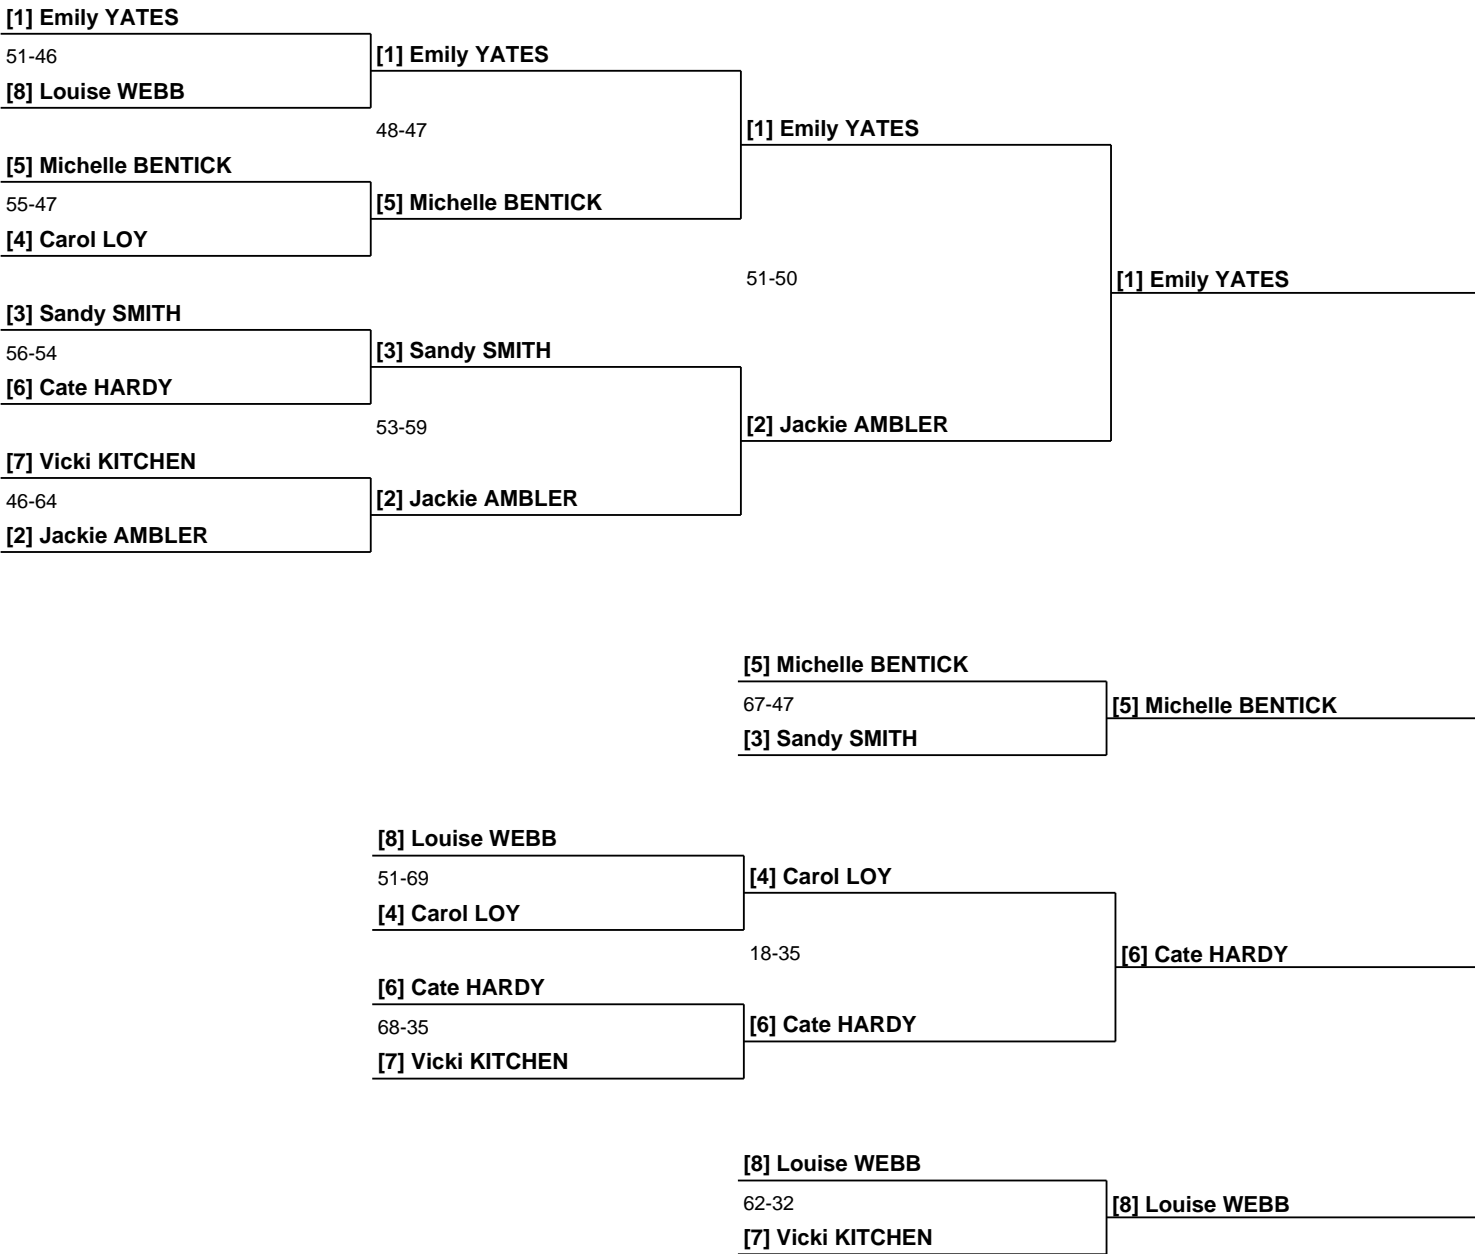 [1] Emily YATES
51-46
[1] Emily YATES
[8] Louise WEBB
48-47
[1] Emily YATES
[5] Michelle BENTICK
55-47
[5] Michelle BENTICK
[4] Carol LOY
51-50
[1] Emily YATES
[3] Sandy SMITH
56-54
[3] Sandy SMITH
[6] Cate HARDY
53-59
[2] Jackie AMBLER
[7] Vicki KITCHEN
46-64
[2] Jackie AMBLER
[2] Jackie AMBLER
[5] Michelle BENTICK
67-47
[5] Michelle BENTICK
[3] Sandy SMITH
[8] Louise WEBB
51-69
[4] Carol LOY
[4] Carol LOY
18-35
[6] Cate HARDY
[6] Cate HARDY
68-35
[6] Cate HARDY
[7] Vicki KITCHEN
[8] Louise WEBB
62-32
[8] Louise WEBB
[7] Vicki KITCHEN